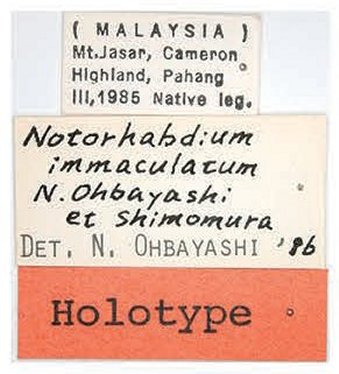 ( MALAYSIA )
Mt.Jasar, Cameron
Highland, Pahang
III,1985 Native leg.
Notorhabdium
immaculatum
N.Ohbayashi
et Shimomura
DET. N. OHBAYASHI '86
Holotype